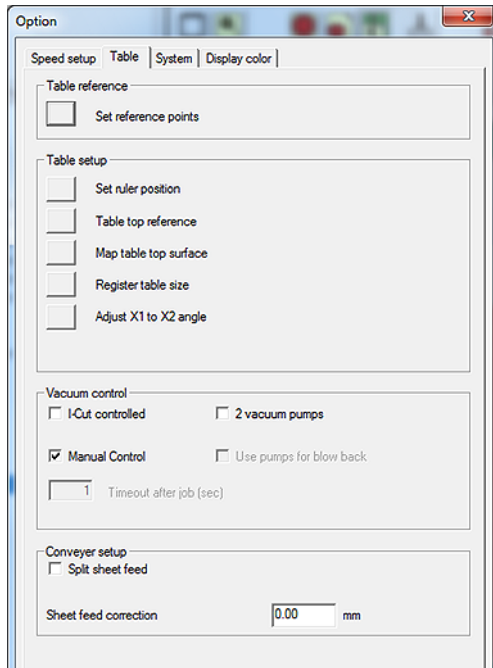 Option
Speed setup Table System Display color
Table reference
Set reference points
Table setup
Set ruler position
Table top reference
Map table top surface
Register table size
Adjust X1 to X2 angle
Vacuum control
I-Cut controlled 2 vacuum pumps
Manual Control Use pumps for blow back
1 Timeout after job (sec)
Conveyer setup
Split sheet feed
Sheet feed correction 0.00 mm